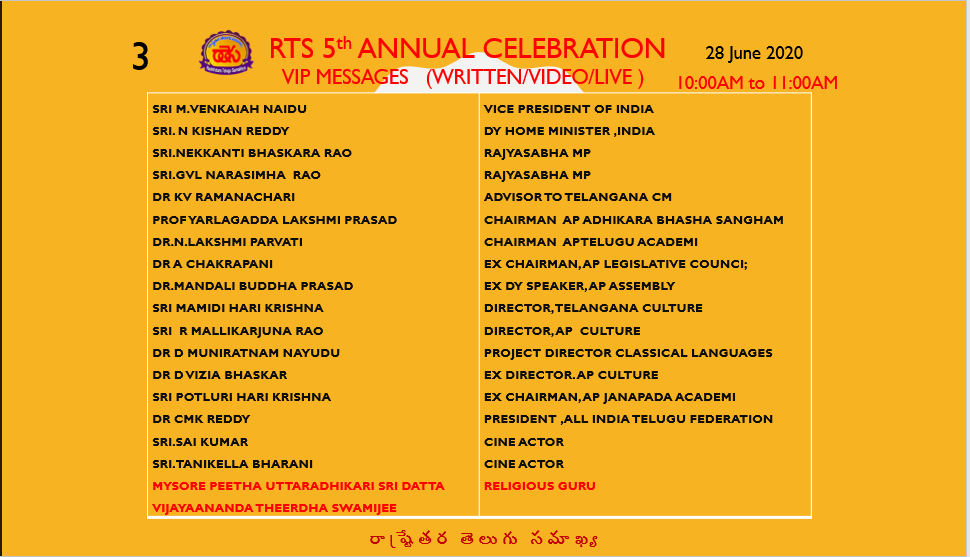 3
RTS 5th ANNUAL CELEBRATION
28 June 2020
VIP MESSAGES (WRITTEN/VIDEO/LIVE )
10:00AM to 11:00AM
SRI M.VENKAIAH NAIDU VICE PRESIDENT OF INDIA
SRI. N KISHAN REDDY DY HOME MINISTER ,INDIA
SRI.NEKKANTI BHASKARA RAO RAJYASABHA MP
SRI.GVL NARASIMHA RAO RAJYASABHA MP
DR KV RAMANACHARI ADVISOR TO TELANGANA CM
PROF YARLAGADDA LAKSHMI PRASAD CHAIRMAN AP ADHIKARA BHASHA SANGHAM
DR.N.LAKSHMI PARVATI CHAIRMAN APTELUGU ACADEMI
DR A CHAKRAPANI EX CHAIRMAN,AP LEGISLATIVE COUNCI;
DR.MANDALI BUDDHA PRASAD EX DY SPEAKER,AP ASSEMBLY
SRI MAMIDI HARI KRISHNA DIRECTOR,TELANGANA CULTURE
SRI R MALLIKARJUNA RAO DIRECTOR,AP CULTURE
DR D MUNIRATNAM NAYUDU PROJECT DIRECTOR CLASSICAL LANGUAGES
DR D VIZIA BHASKAR EX DIRECTOR.AP CULTURE
SRI POTLURI HARI KRISHNA EX CHAIRMAN,AP JANAPADA ACADEMI
DR CMK REDDY PRESIDENT ,ALL INDIA TELUGU FEDERATION
SRI.SAI KUMAR CINE ACTOR
SRI.TANIKELLA BHARANI CINE ACTOR
MYSORE PEETHA UTTARADHIKARI SRI DATTA RELIGIOUS GURU
VIJAYAANANDA THEERDHA SWAMIJEE
రాష్ట్రేతర తెలుగు సమాఖ్య